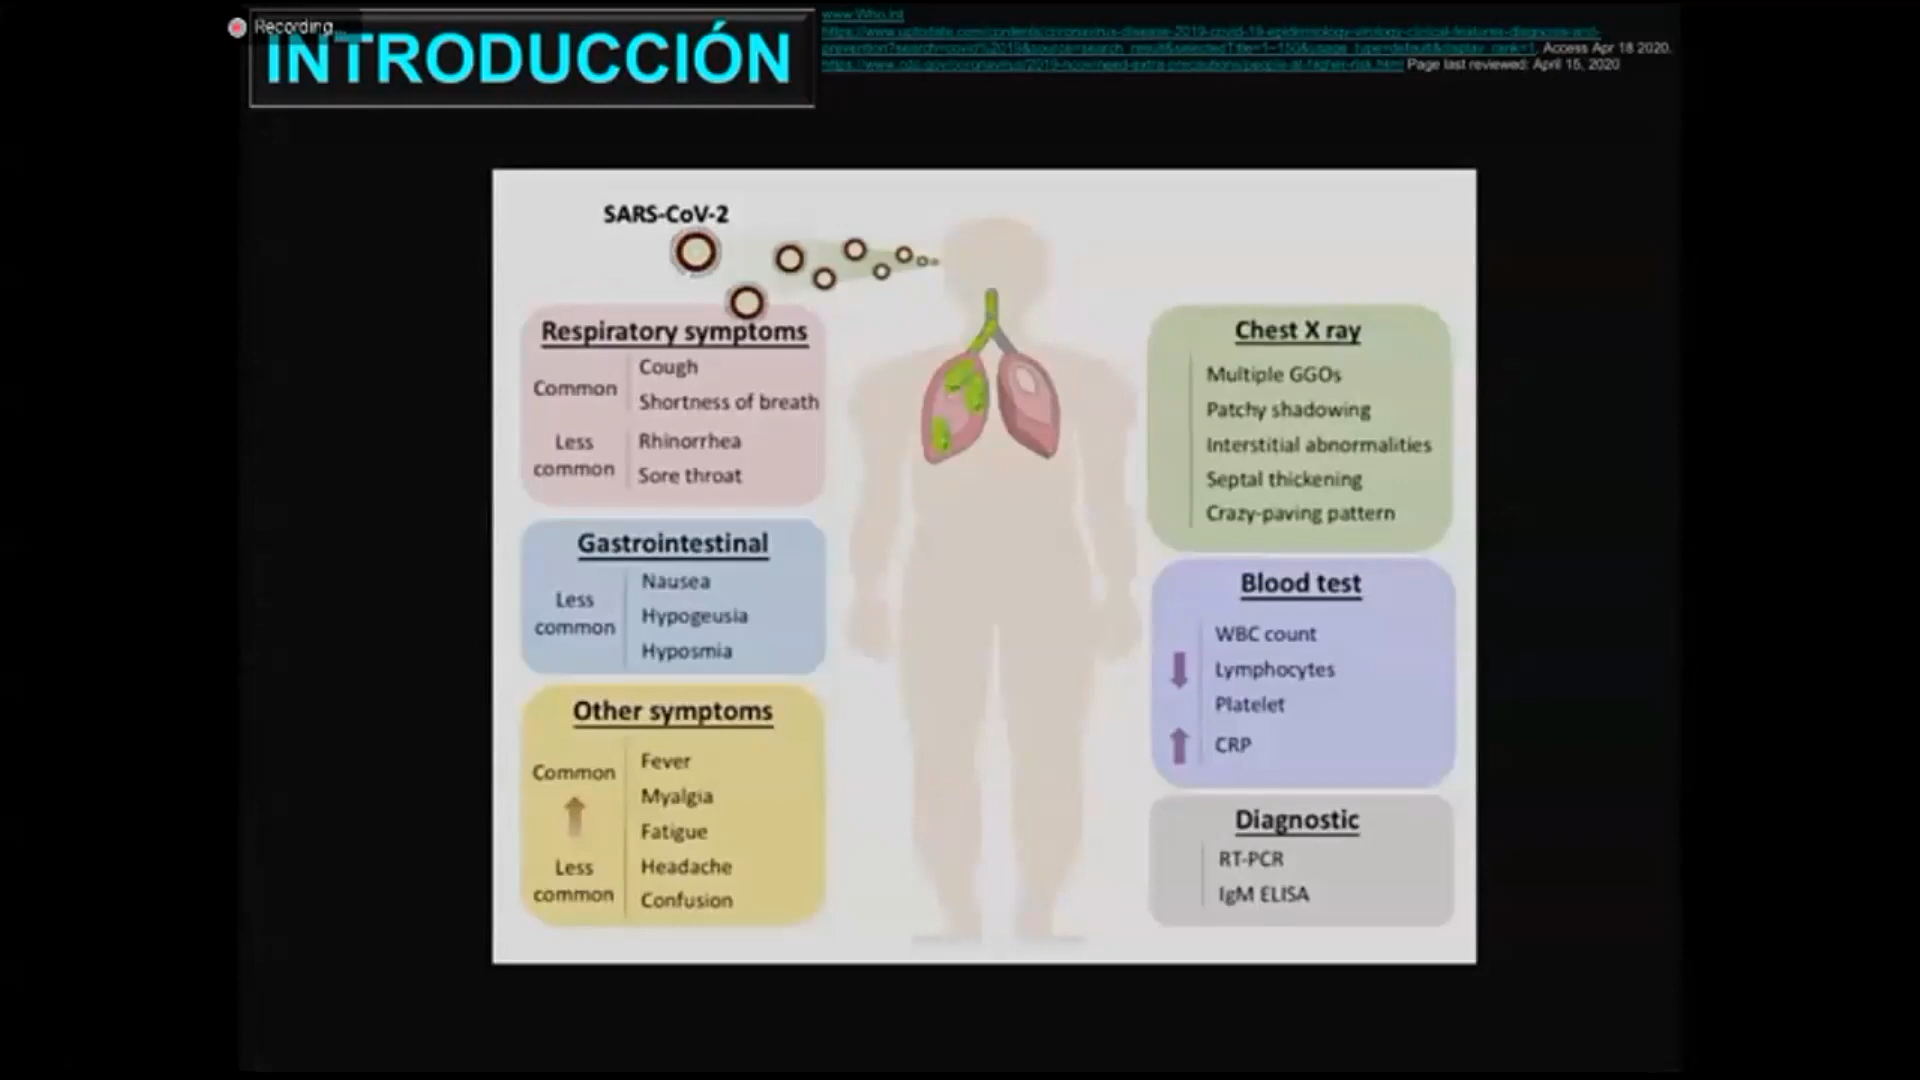 Recording...
INTRODUCCIÓN
www.Who.int
Access Apr 18 2020.
Page last reviewed: April 15, 2020
SARS-CoV-2
Respiratory symptoms
Common
Cough
Shortness of breath
Less
common
Rhinorrhea
Sore throat
Gastrointestinal
Less
common
Nausea
Hypogeusia
Hyposmia
Other symptoms
Common
Less
common
Fever
Myalgia
Fatigue
Headache
Confusion
Chest X ray
Multiple GGOs
Patchy shadowing
Interstitial abnormalities
Septal thickening
Crazy-paving pattern
Blood test
WBC count
Lymphocytes
Platelet
CRP
Diagnostic
RT-PCR
IgM ELISA